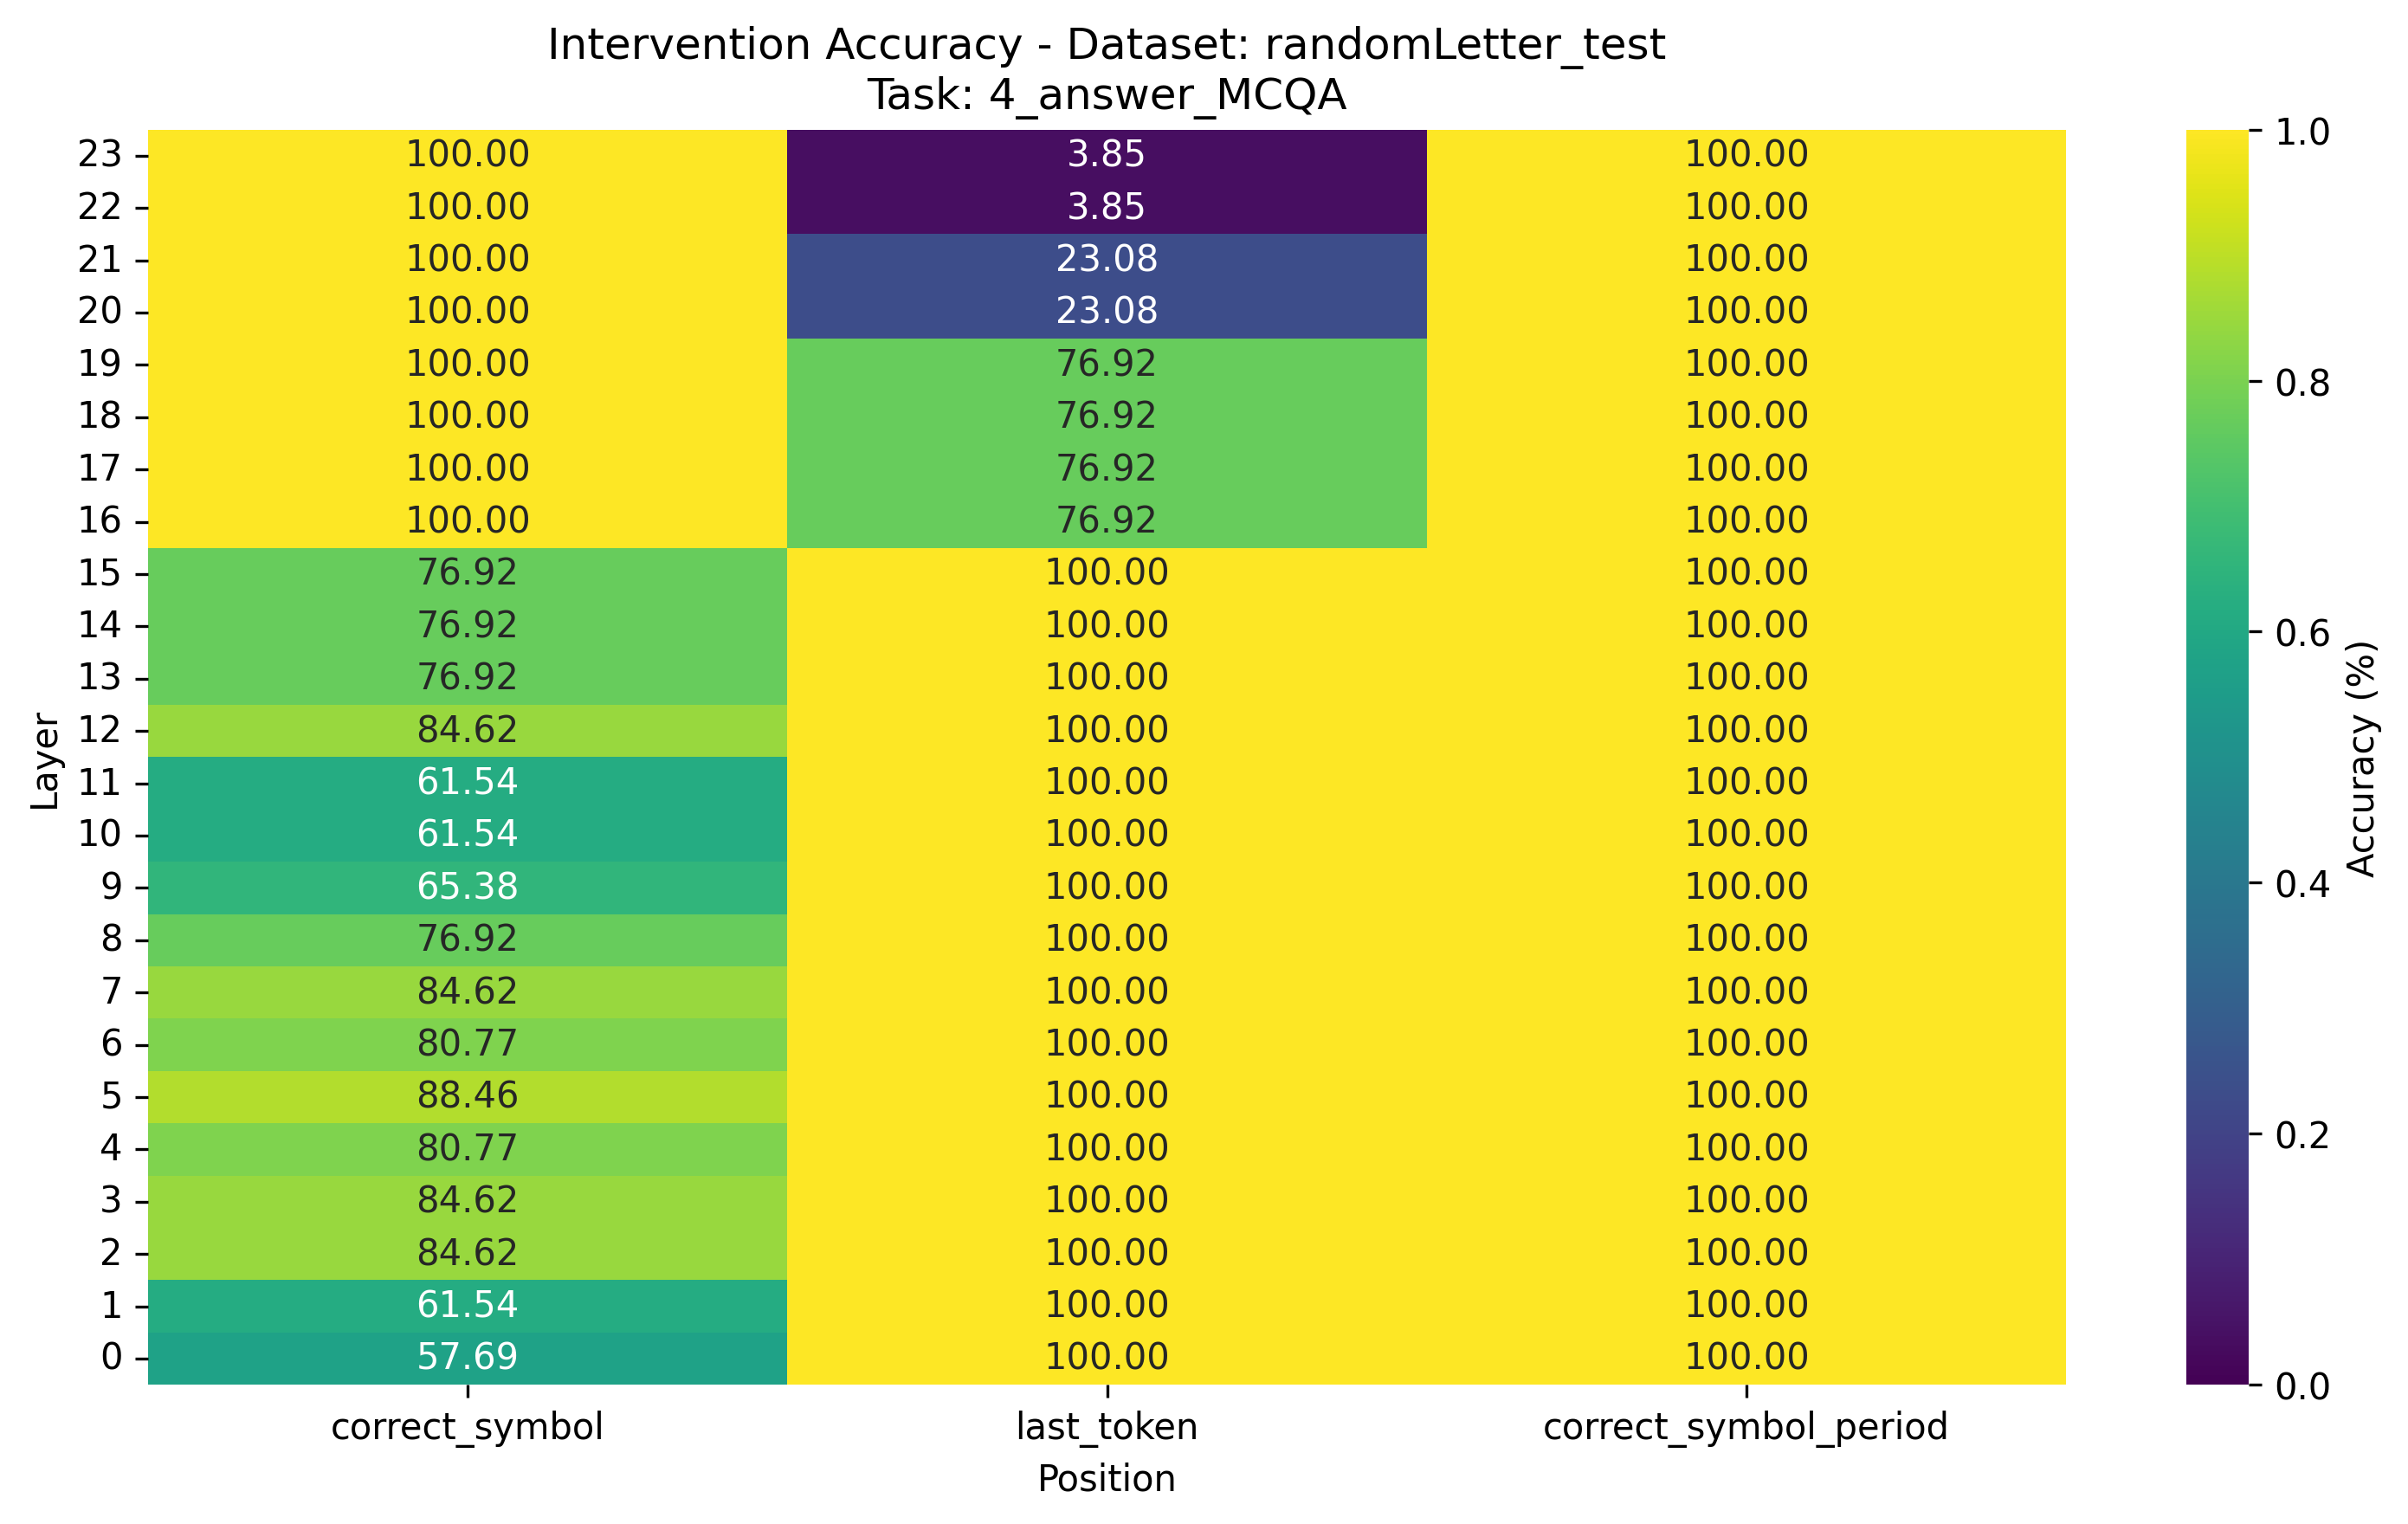 Intervention Accuracy - Dataset: randomLetter_test
Task: 4_answer_MCQA
23 100.00 3.85 100.00
22 100.00 3.85 100.00
21 100.00 23.08 100.00
20 100.00 23.08 100.00
19 100.00 76.92 100.00
18 100.00 76.92 100.00
17 100.00 76.92 100.00
16 100.00 76.92 100.00
15 76.92 100.00 100.00
14 76.92 100.00 100.00
13 76.92 100.00 100.00
12 84.62 100.00 100.00
11 61.54 100.00 100.00
10 61.54 100.00 100.00
9 65.38 100.00 100.00
8 76.92 100.00 100.00
7 84.62 100.00 100.00
6 80.77 100.00 100.00
5 88.46 100.00 100.00
4 80.77 100.00 100.00
3 84.62 100.00 100.00
2 84.62 100.00 100.00
1 61.54 100.00 100.00
0 57.69 100.00 100.00
Layer
correct_symbol last_token correct_symbol_period
Position
1.0
0.8
0.6
0.4
0.2
0.0
Accuracy (%)